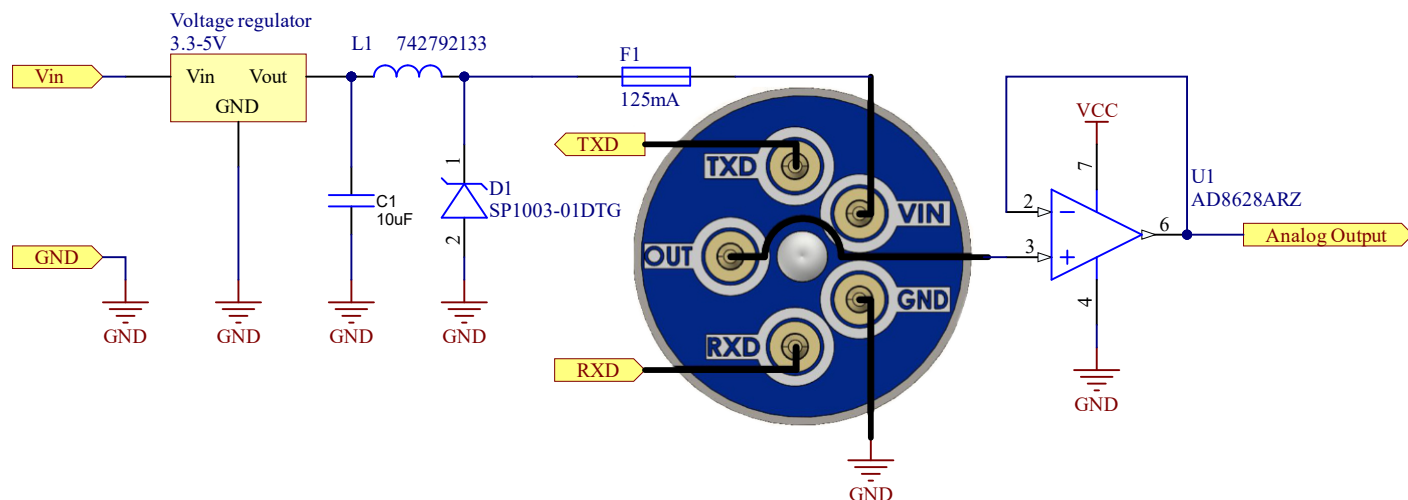 Voltage regulator
3.3-5V
Vin
Vin
Vout
GND
L1
742792133
F1
125mA
TXD
TXD
VIN
OUT
GND
RXD
RXD
C1
10uF
1
D1
SP1003-01DTG
2
GND
GND
GND
GND
GND
GND
VCC
7
U1
AD8628ARZ
2
3
6
4
Analog Output
GND